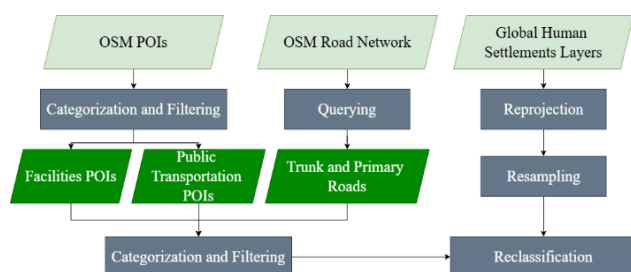 OSM POIs
OSM Road Network
Global Human
Settlements Layers
Categorization and Filtering
Querying
Reprojection
Facilities POIs
Public
Transportation
POIs
Trunk and Primary
Roads
Resampling
Categorization and Filtering
Reclassification